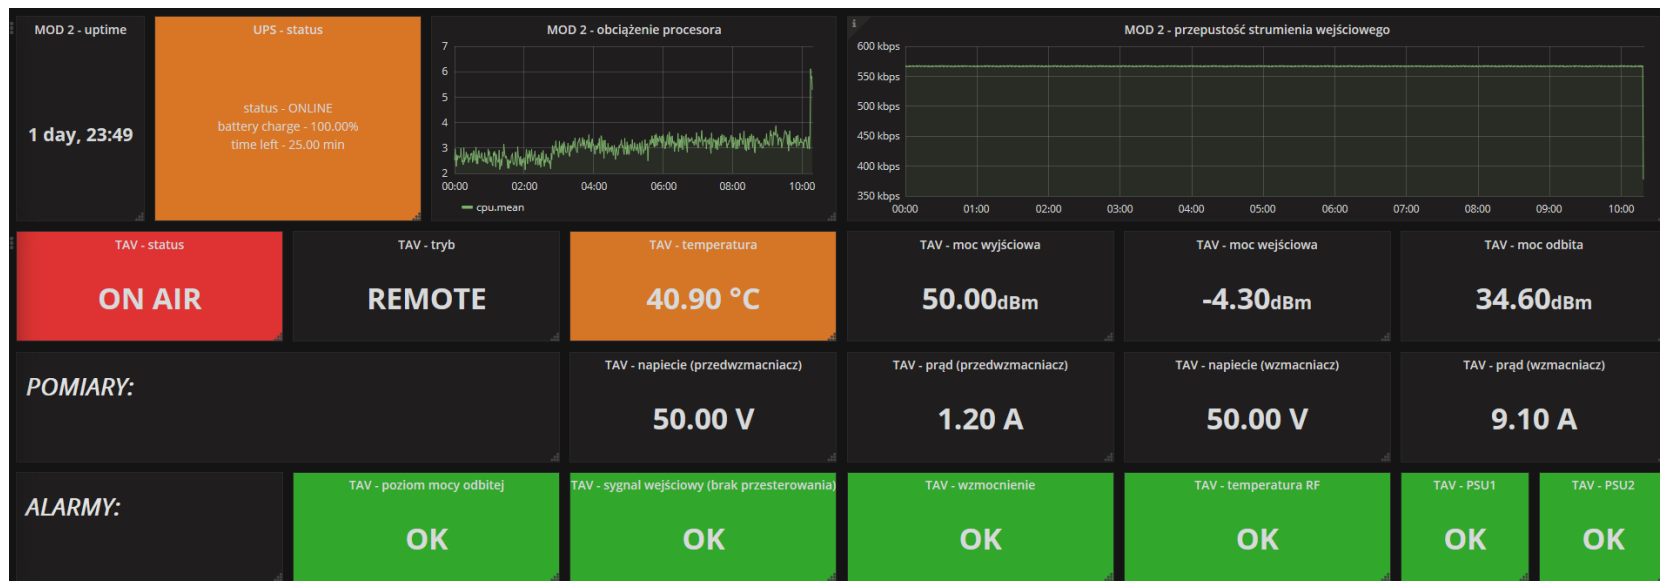 MOD 2 - uptime
1 day, 23:49
UPS - status
status - ONLINE
battery charge - 100.00%
time left - 25.00 min
MOD 2 - obciążenie procesora
7
6
5
4
3
2
00:00 02:00 04:00 06:00 08:00 10:00
cpu.mean
i
MOD 2 - przepustość strumienia wejściowego
600 kbps
550 kbps
500 kbps
450 kbps
400 kbps
350 kbps
00:00 01:00 02:00 03:00 04:00 05:00 06:00 07:00 08:00 09:00 10:00
TAV - status
ON AIR
TAV - tryb
REMOTE
TAV - temperatura
40.90 °C
TAV - moc wyjściowa
50.00dBm
TAV - moc wejściowa
-4.30dBm
TAV - moc odbita
34.60dBm
POMIARY:
TAV - napiecie (przedwzmacniacz)
50.00 V
TAV - prąd (przedwzmacniacz)
1.20 A
TAV - napiecie (wzmacniacz)
50.00 V
TAV - prąd (wzmacniacz)
9.10 A
ALARMY:
TAV - poziom mocy odbitej
OK
TAV - sygnal wejściowy (brak przesterowania)
OK
TAV - wzmocnienie
OK
TAV - temperatura RF
OK
TAV - PSU1
OK
TAV - PSU2
OK